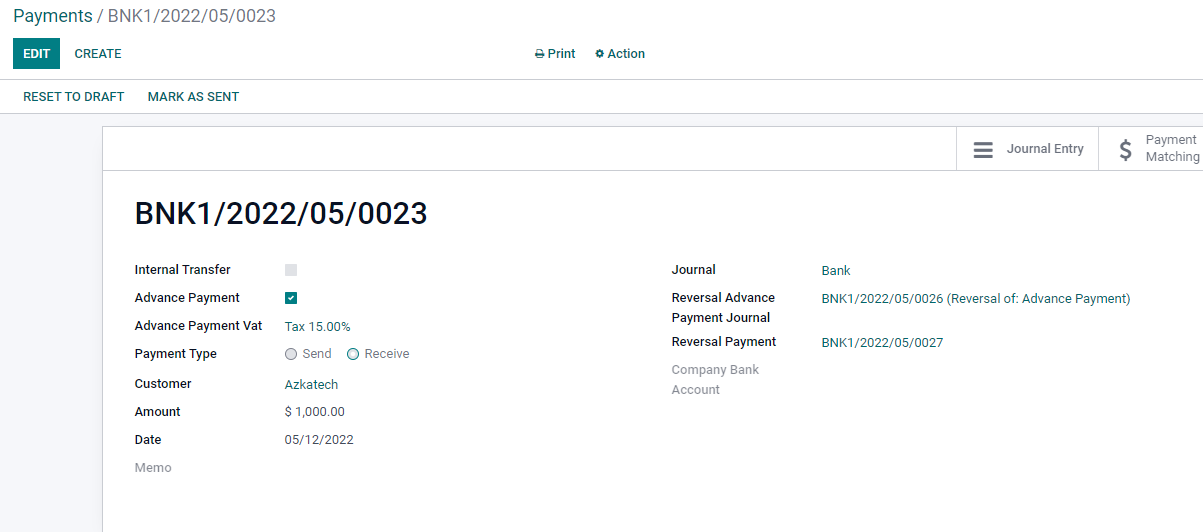 Payments / BNK1/2022/05/0023
EDIT CREATE Print Action
RESET TO DRAFT MARK AS SENT
Journal Entry
Payment
Matching
BNK1/2022/05/0023
Internal Transfer
Advance Payment
Advance Payment Vat Tax 15.00%
Payment Type Send Receive
Customer Azkatech
Amount $ 1,000.00
Date 05/12/2022
Memo
Journal Bank
Reversal Advance BNK1/2022/05/0026 (Reversal of: Advance Payment)
Payment Journal
Reversal Payment BNK1/2022/05/0027
Company Bank
Account